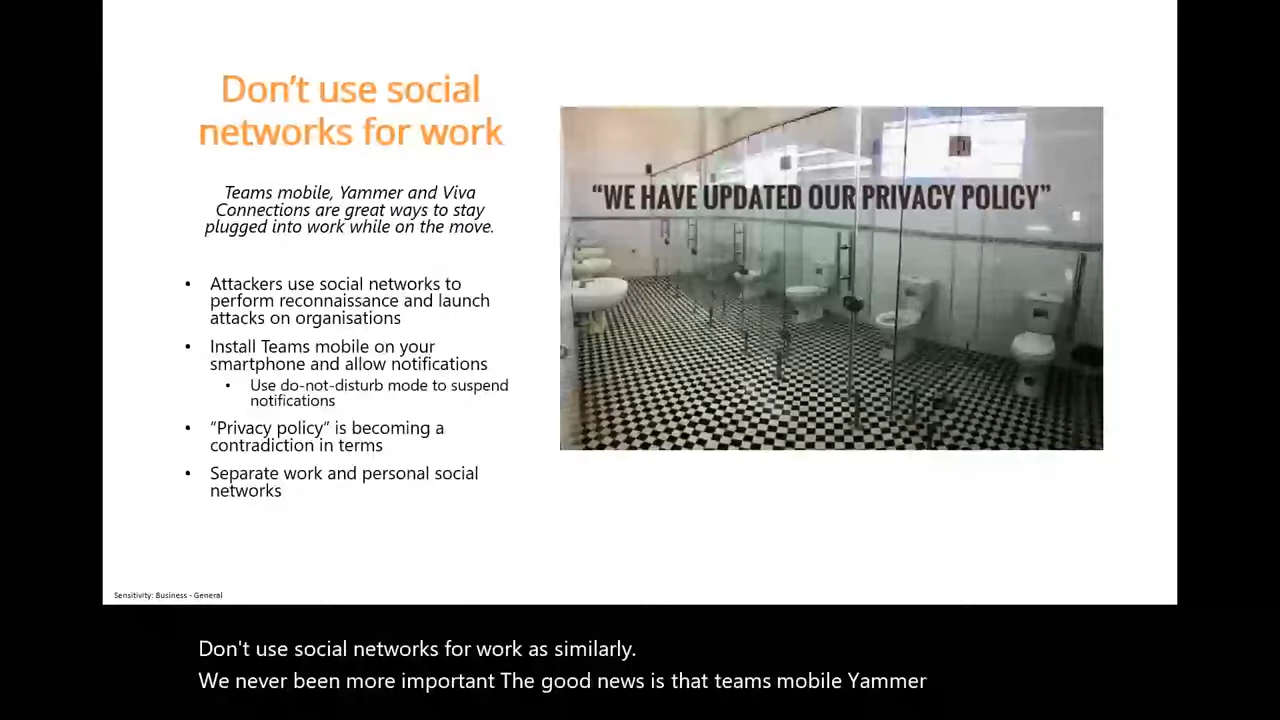 Don’t use social
networks for work
Teams mobile, Yammer and Viva
Connections are great ways to stay
plugged into work while on the move.
• Attackers use social networks to
perform reconnaissance and launch
attacks on organisations
• Install Teams mobile on your
smartphone and allow notifications
• Use do-not-disturb mode to suspend
notifications
• “Privacy policy” is becoming a
contradiction in terms
• Separate work and personal social
networks
“WE HAVE UPDATED OUR PRIVACY POLICY”
Sensitivity: Business - General
Don't use social networks for work as similarly.
We never been more important The good news is that teams mobile Yammer